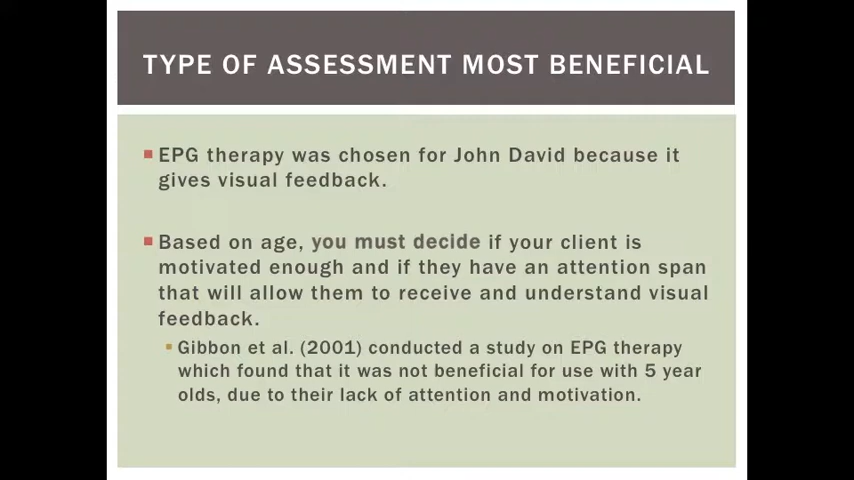 TYPE OF ASSESSMENT MOST BENEFICIAL
EPG therapy was chosen for John David because it
gives visual feedback.
Based on age, you must decide if your client is
motivated enough and if they have an attention span
that will allow them to receive and understand visual
feedback.
Gibbon et al. (2001) conducted a study on EPG therapy
which found that it was not beneficial for use with 5 year
olds, due to their lack of attention and motivation.